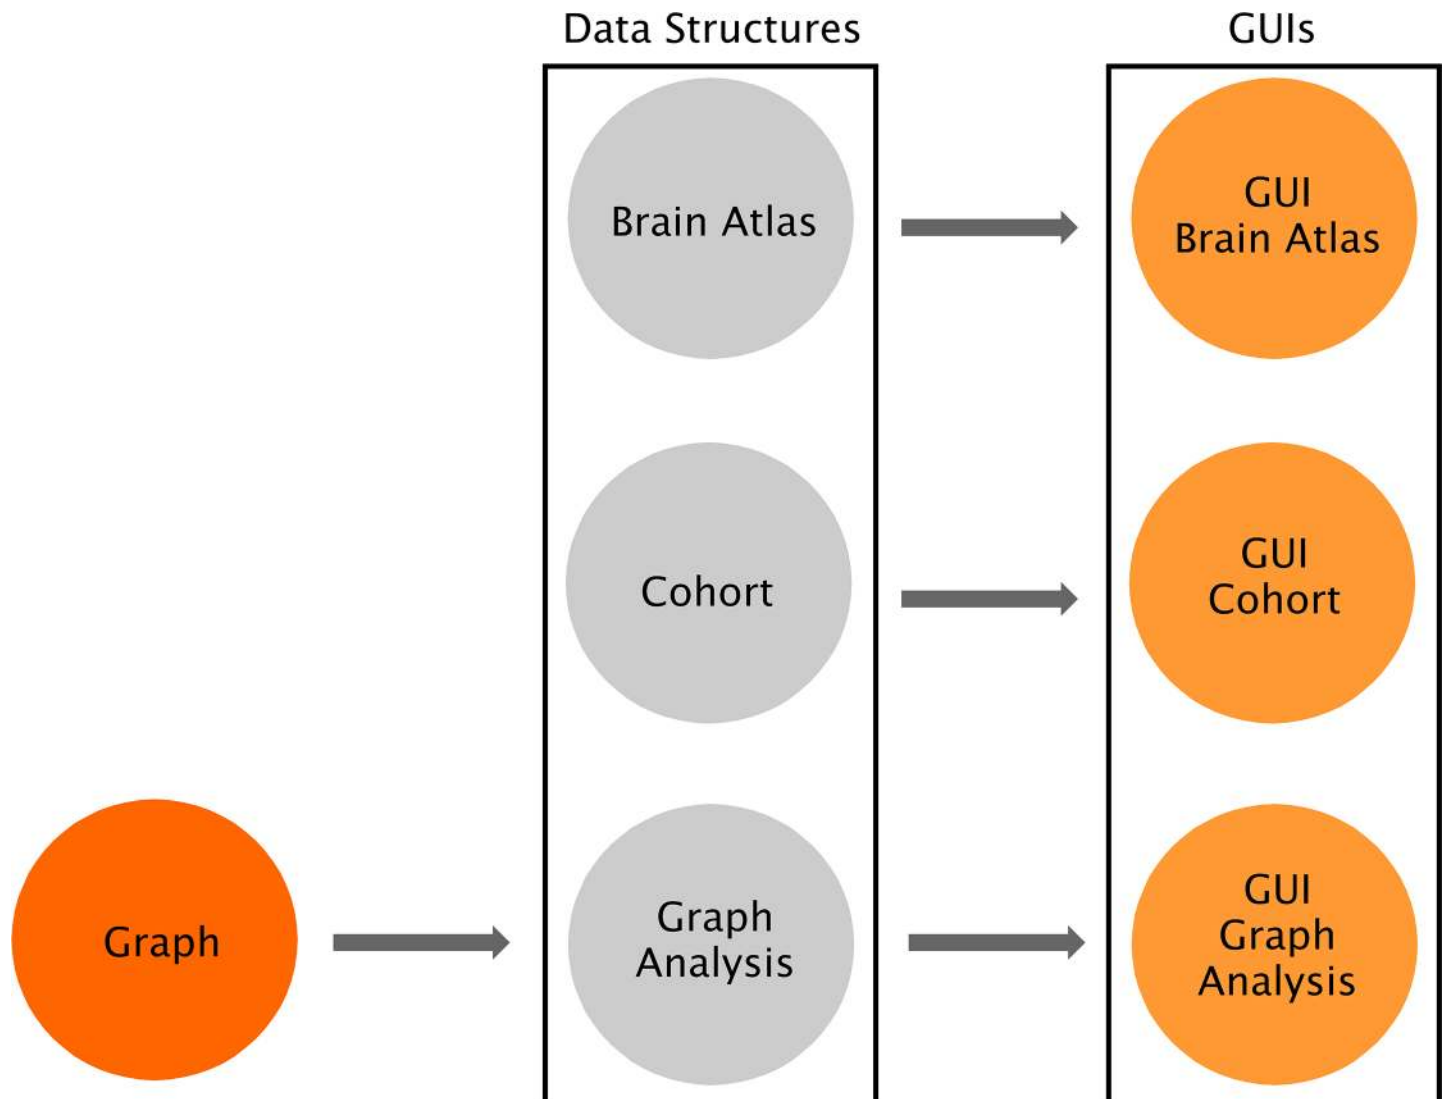 Data Structures
GUIs
Brain Atlas
GUI
Brain Atlas
Cohort
GUI
Cohort
Graph
Graph
Analysis
GUI
Graph
Analysis